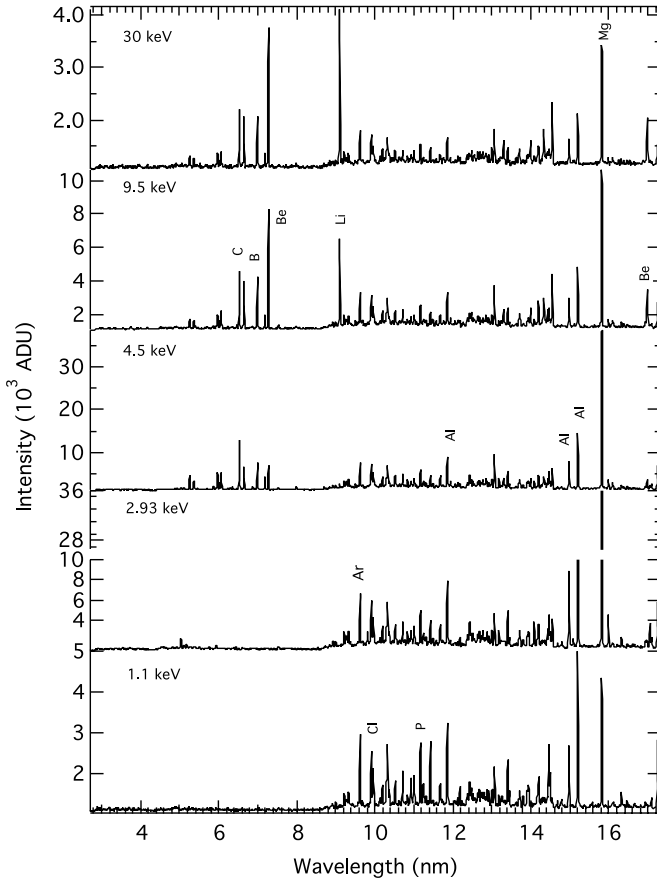 4.0
30 keV
Mg
3.0
2.0
10
9.5 keV
8
6
4
2
C
B
Be
Li
Be
4.5 keV
30
20
10
Al
Al
Al
36
2.93 keV
28
10
8
6
4
Ar
5
1.1 keV
4
3
2
Cl
P
4 6 8 10 12 14 16
Wavelength (nm)
Intensity (10³ ADU)